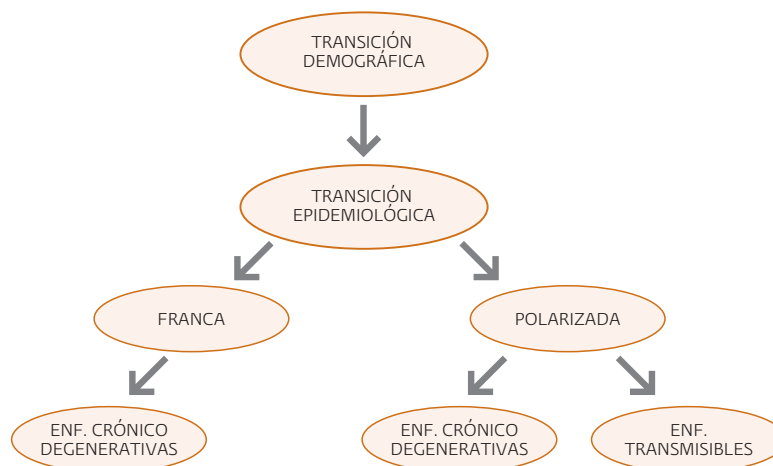 TRANSICIÓN
DEMOGRÁFICA
TRANSICIÓN
EPIDEMIOLÓGICA
FRANCA
POLARIZADA
ENF. CRÓNICO
DEGENERATIVAS
ENF. CRÓNICO
DEGENERATIVAS
ENF.
TRANSMISIBLES